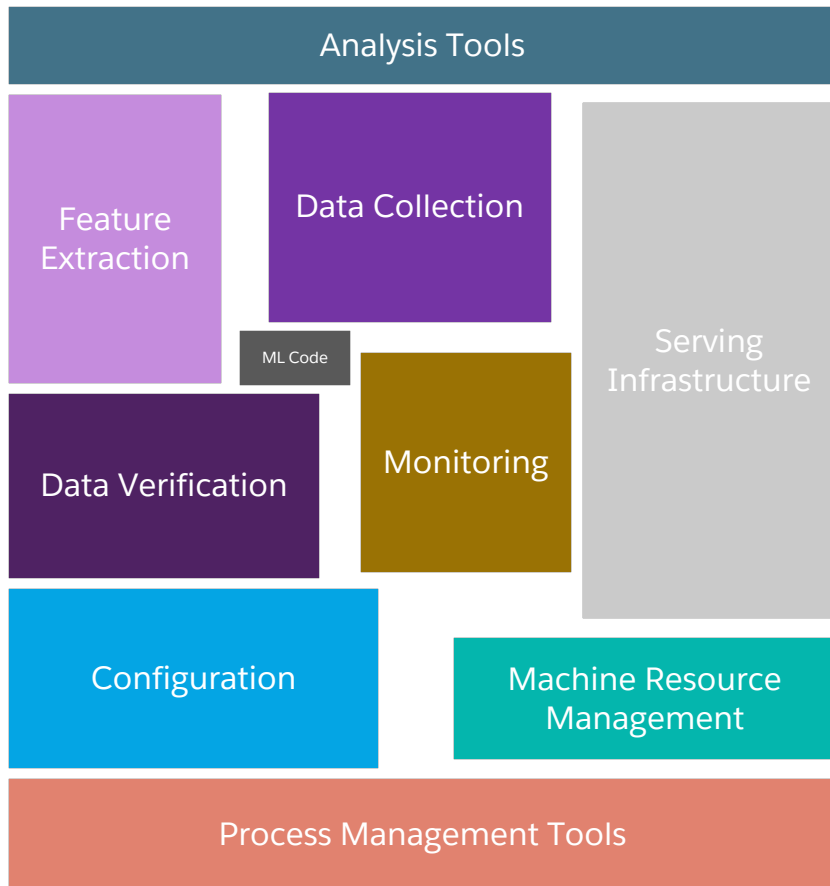 Analysis Tools
Feature
Extraction
Data Collection
Serving
Infrastructure
ML Code
Monitoring
Data Verification
Configuration
Machine Resource
Management
Process Management Tools